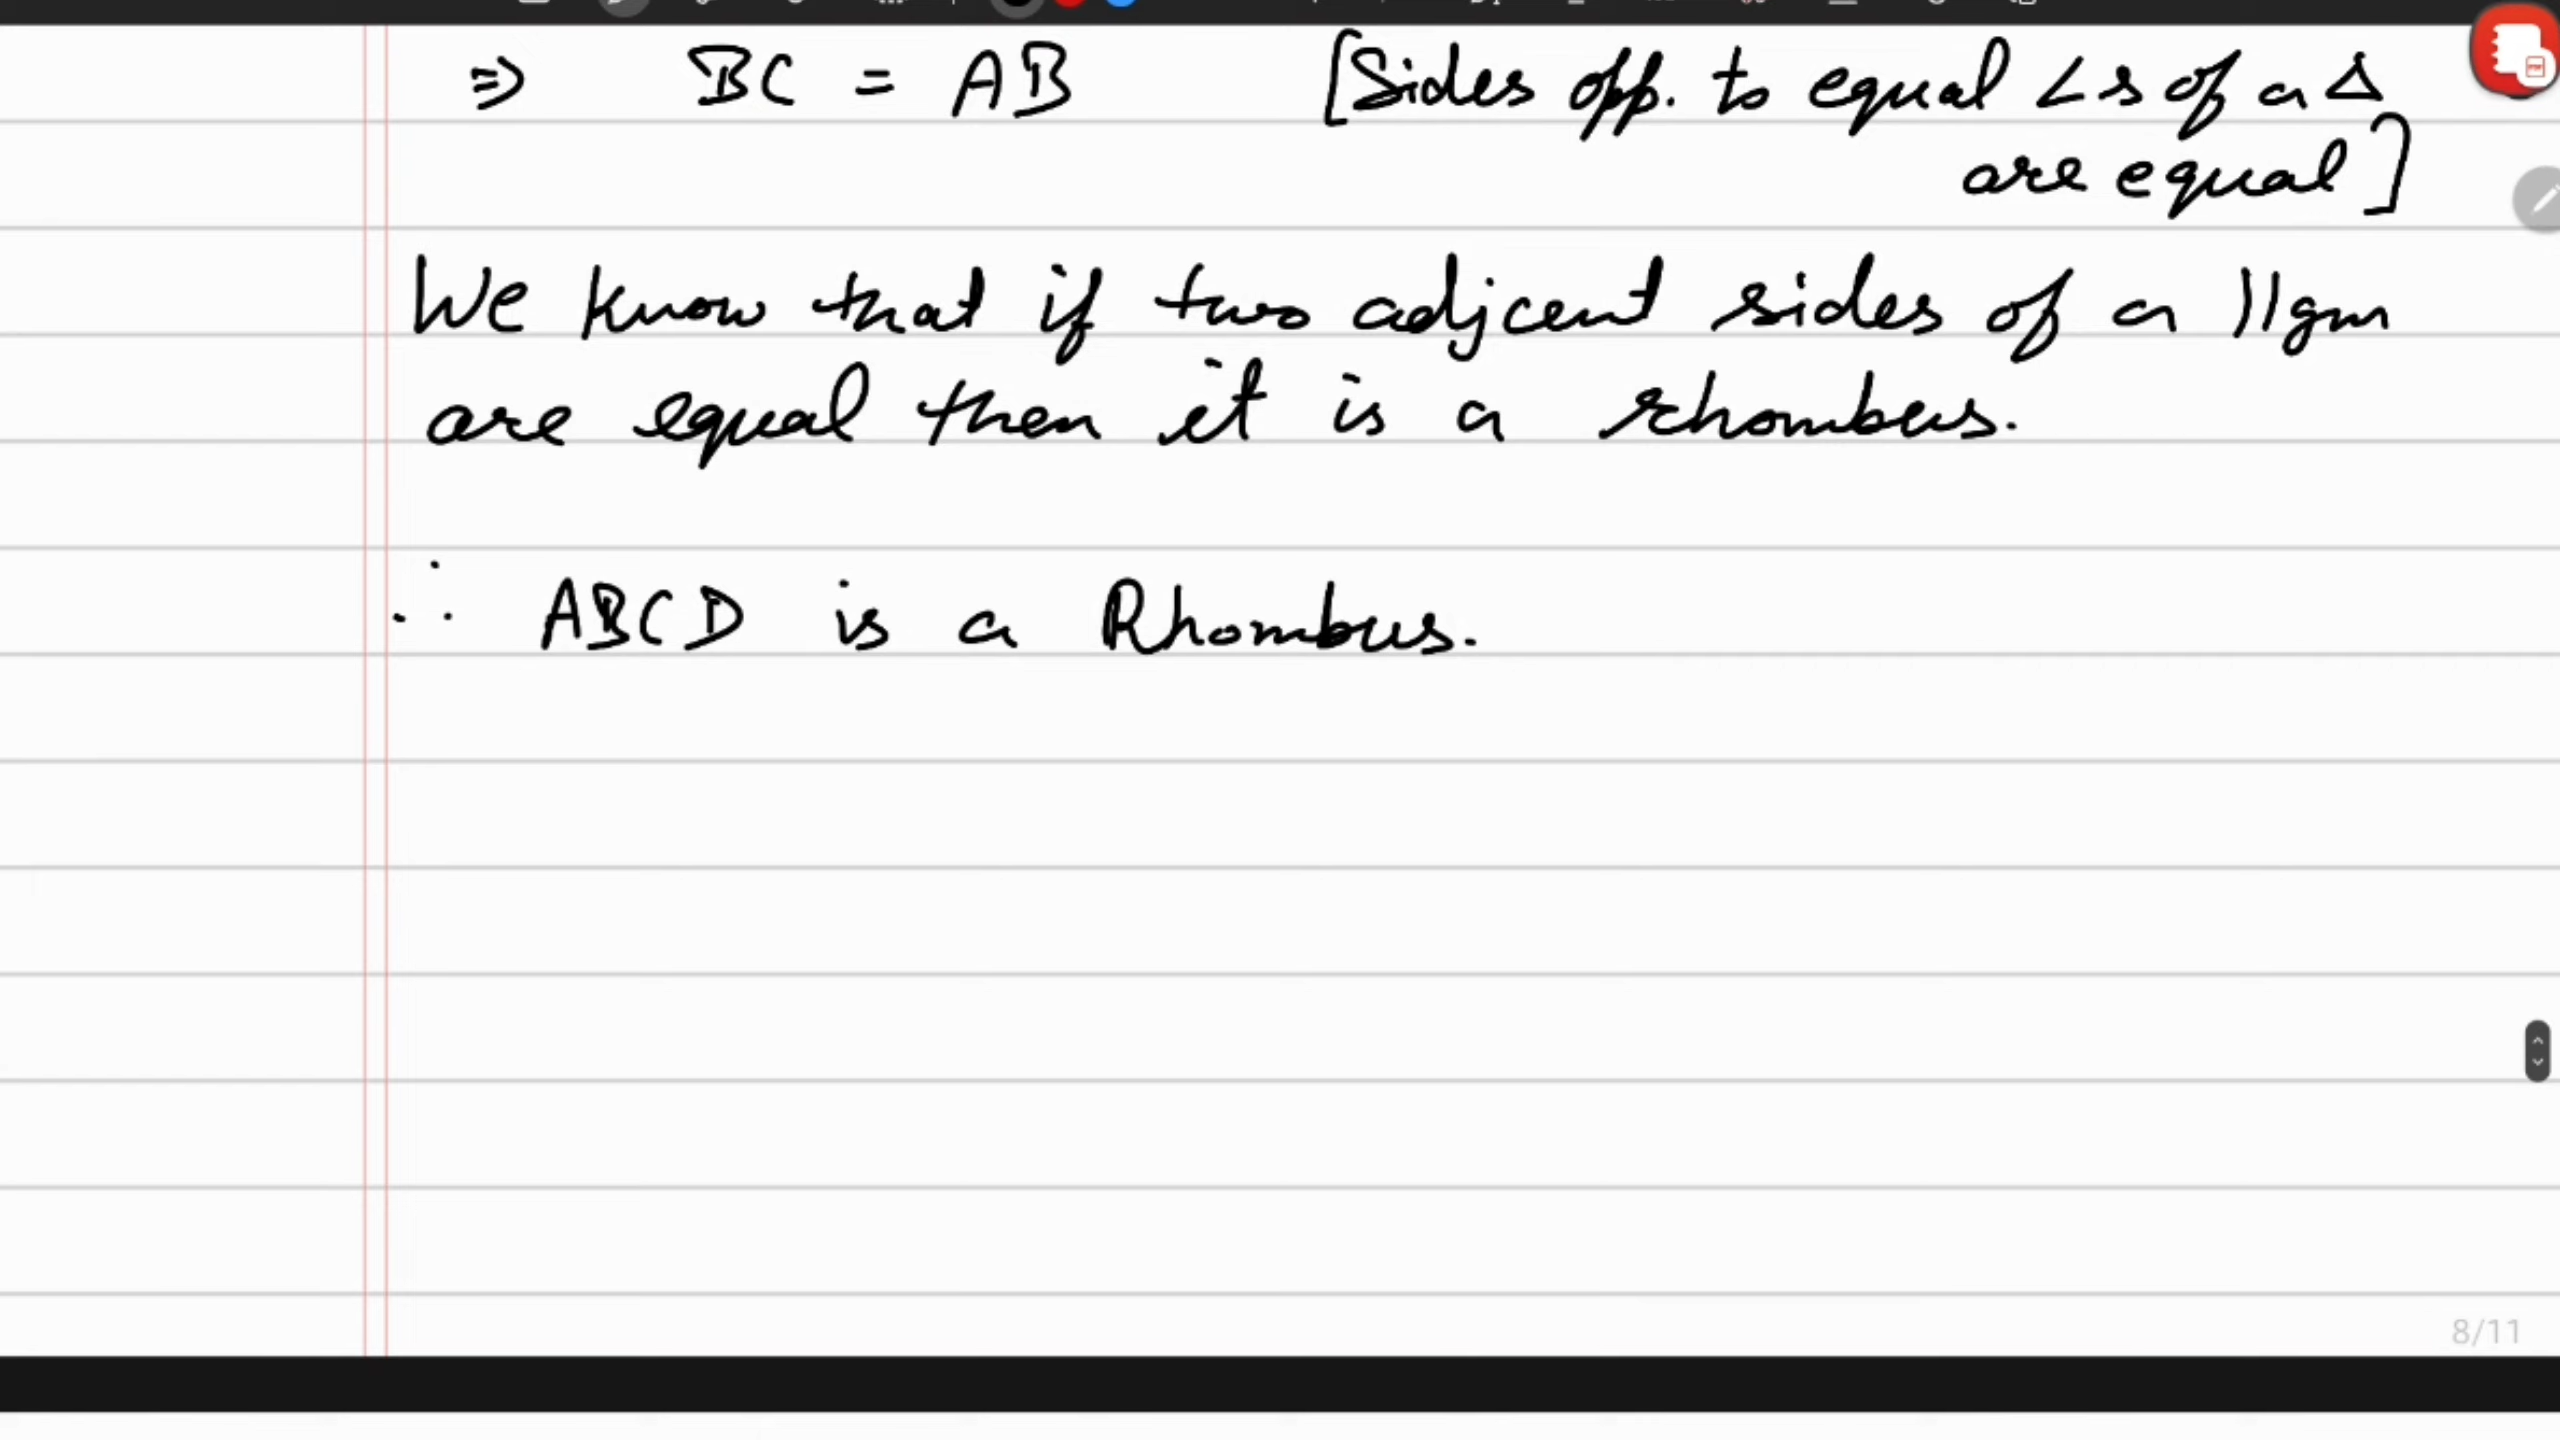 ⇒ BC = AB [Sides opp. to equal ∠s of a Δ
are equal]
We know that if two adjcent sides of a ||gm
are equal then it is a rhombus.
∴ ABCD is a Rhombus.
8/11